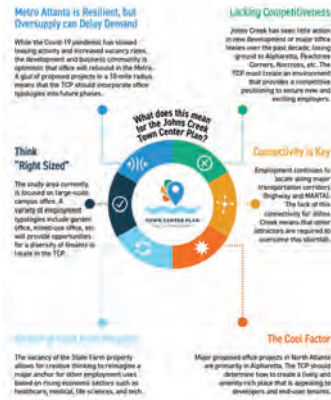 Metro Atlanta is Resilient, but
Oversupply can Delay Demand
While the Covid-19 pandemic has slowed
leasing activity and increased vacancy rates,
the development and business community is
optimistic that office will rebound in the Metro.
A glut of proposed projects in a 10-mile radius
means that the TCP should incorporate office
typologies into future phases.
Lacking Competitiveness
Johns Creek has seen little action
in new development or major office
leases over the past decade, losing
ground to Alpharetta, Peachtree
Corners, Norcross, etc. The
TCP must create an environment
that provides a competitive
positioning to secure new and
exciting employers.
What does this mean
for the Johns Creek
Town Center Plan?
TOWN CENTER PLAN
Think
"Right Sized"
The study area currently
is focused on large-scale
campus office. A
variety of employment
typologies include garden
office, mixed-use office, etc.
will provide opportunities
for a diversity of tenants to
locate in the TCP.
Connectivity is Key
Employment continues to
locate along major
transportation corridors
(highway and MARTA).
The lack of this
connectivity for Johns
Creek means that other
attractors are required to
overcome this shortfall.
The vacancy of the State Farm property
allows for creative thinking to reimagine a
major anchor for other employment uses
based on rising economic sectors such as
healthcare, medical, life sciences, and tech.
The Cool Factor
Major proposed office projects in North Atlanta
are primarily in Alpharetta. The TCP should
determine how to create a lively and
amenity-rich place that is appealing to
developers and end-user tenants.